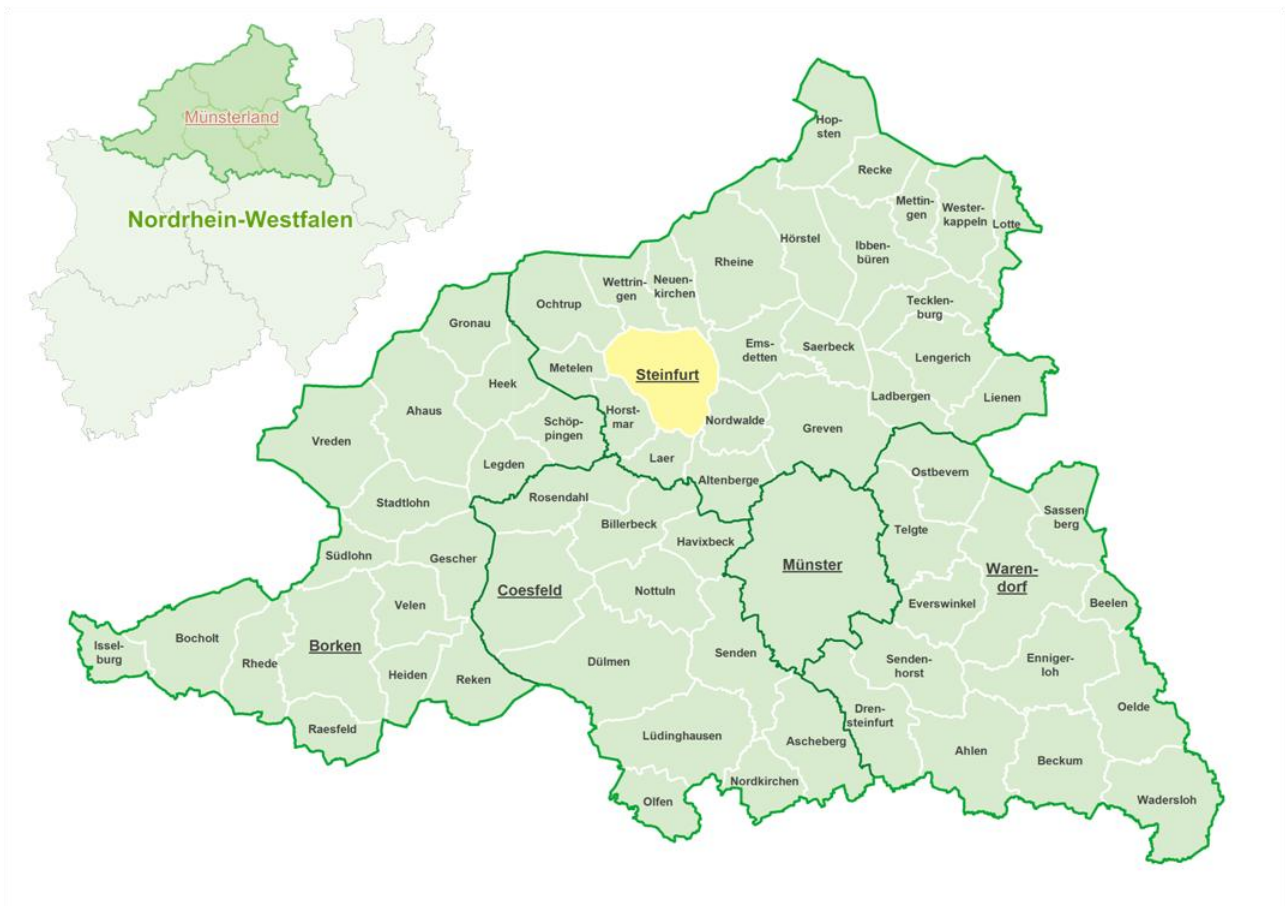 Münsterland
Nordrhein-Westfalen
Hop-
sten
Recke
Mettin-
gen
Wester-
kappeln
Lotte
Hörstel
Ibben-
büren
Rheine
Neuen-
kirchen
Wettrin-
gen
Ochtrup
Tecklen-
burg
Gronau
Ems-
detten
Saerbeck
Lengerich
Metelen
Steinfurt
Heek
Ladbergen
Lienen
Ahaus
Horst-
mar
Nordwalde
Greven
Schöp-
pingen
Vreden
Laer
Legden
Ostbevern
Altenberge
Stadtlohn
Rosendahl
Billerbeck
Sassen
berg
Telgte
Havixbeck
Südlohn
Gescher
Münster
Waren-
dorf
Coesfeld
Nottuln
Velen
Everswinkel
Beelen
Bocholt
Issel-
burg
Borken
Rhede
Senden
Dülmen
Senden-
horst
Enniger-
loh
Heiden
Reken
Oelde
Dren-
steinfurt
Raesfeld
Lüdinghausen
Ascheberg
Ahlen
Beckum
Nordkirchen
Olfen
Wadersloh